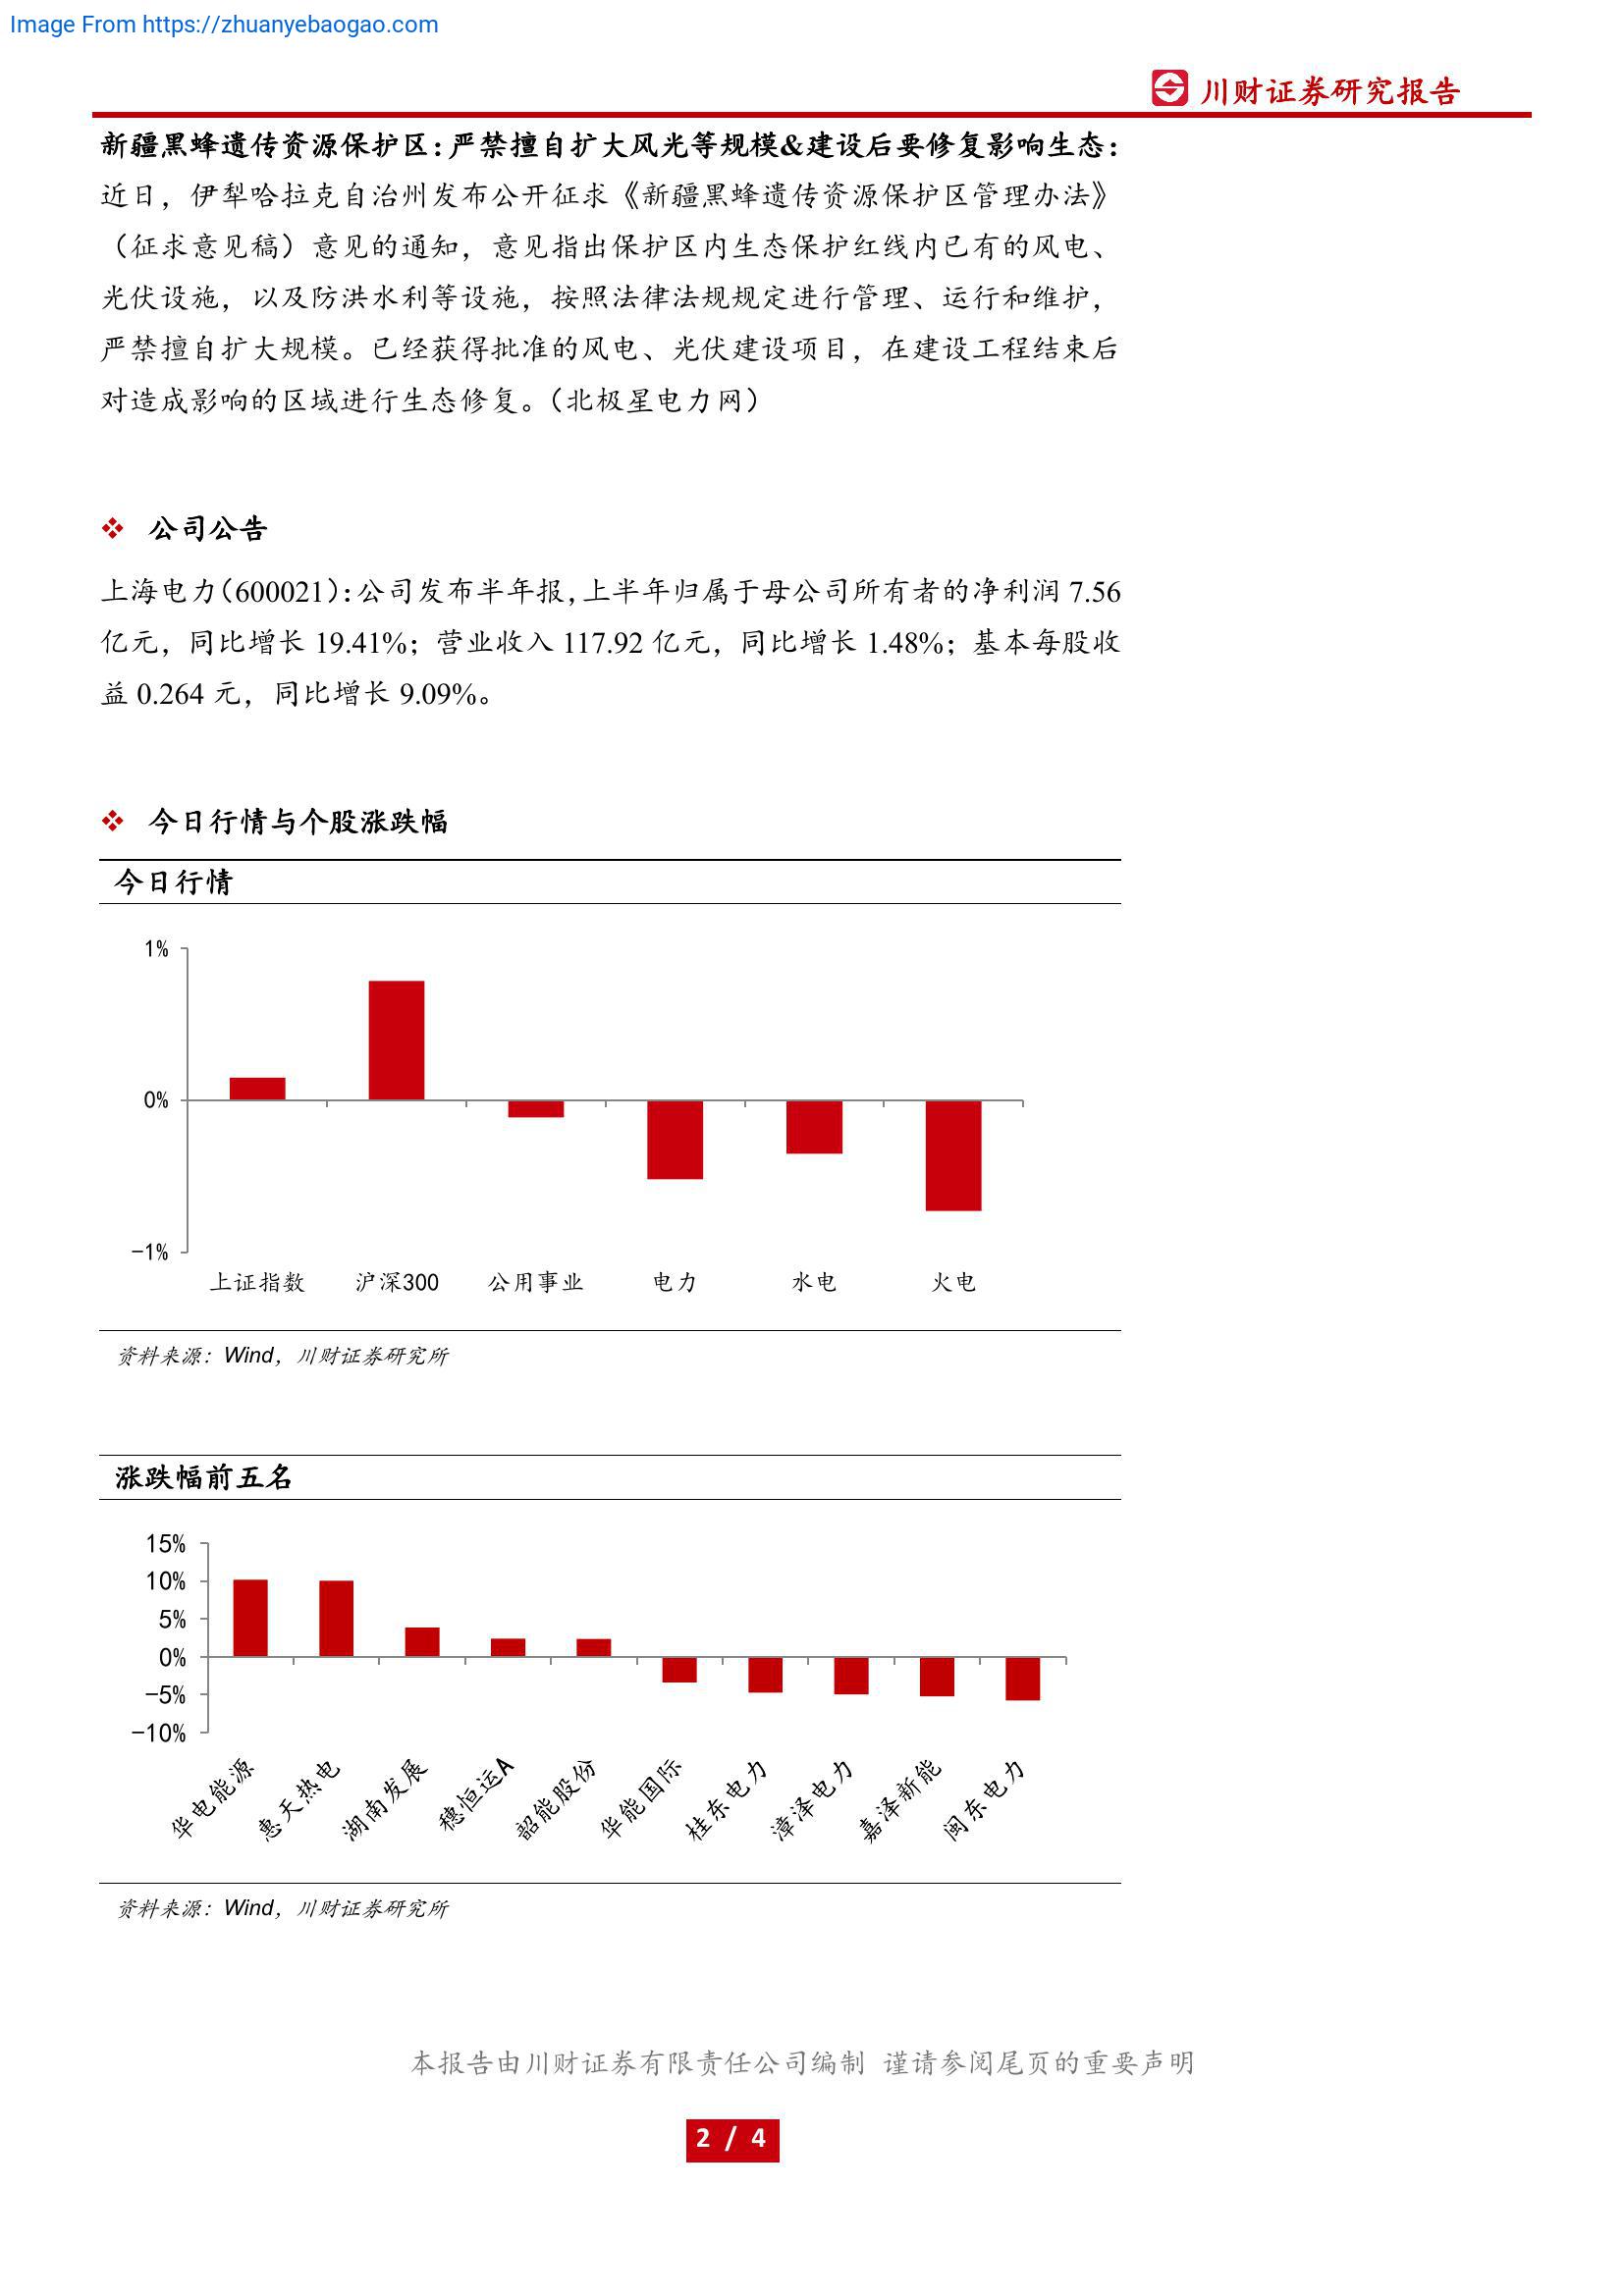 Image From https://zhuanyebaogao.com
川财证券研究报告
新疆黑蜂遗传资源保护区：严禁擅自扩大风光等规模&建设后要修复影响生态：
近日，伊犁哈拉克自治州发布公开征求《新疆黑蜂遗传资源保护区管理办法》
（征求意见稿）意见的通知，意见指出保护区内生态保护红线内已有的风电、
光伏设施，以及防洪水利等设施，按照法律法规规定进行管理、运行和维护，
严禁擅自扩大规模。已经获得批准的风电、光伏建设项目，在建设工程结束后
对造成影响的区域进行生态修复。（北极星电力网）
❖ 公司公告
上海电力（600021）：公司发布半年报，上半年归属于母公司所有者的净利润 7.56
亿元，同比增长 19.41%；营业收入 117.92 亿元，同比增长 1.48%；基本每股收
益 0.264 元，同比增长 9.09%。
❖ 今日行情与个股涨跌幅
今日行情
1%
0%
-1%
上证指数 沪深300 公用事业 电力 水电 火电
资料来源：Wind，川财证券研究所
涨跌幅前五名
15%
10%
5%
0%
-5%
-10%
华电能源 惠天热电 湖南发展 穗恒运A 韶能股份 华能国际 桂东电力 漳泽电力 嘉泽新能 闽东电力
资料来源：Wind，川财证券研究所
本报告由川财证券有限责任公司编制 谨请参阅尾页的重要声明
2 / 4